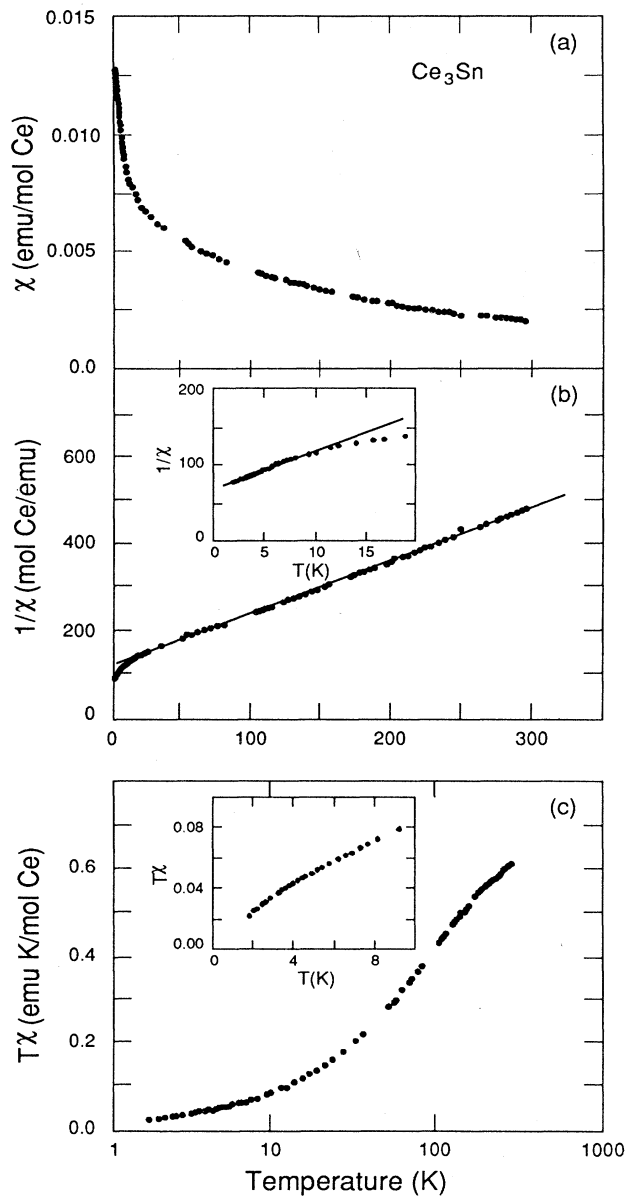 0.015
(a)
Ce₃Sn
0.010
χ (emu/mol Ce)
0.005
0.0
200
(b)
1/χ
100
0
5
10
15
T(K)
600
1/χ (mol Ce/emu)
400
200
0
0
100
200
300
(c)
0.08
Tχ
0.04
0.00
0
4
8
T(K)
0.6
Tχ (emu K/mol Ce)
0.4
0.2
0.0
1
10
100
1000
Temperature (K)